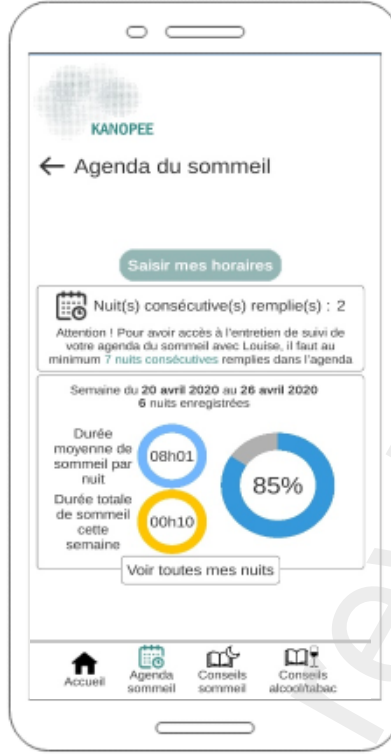 KANOPEE
← Agenda du sommeil
Saisir mes horaires
Nuit(s) consécutive(s) remplie(s) : 2
Attention ! Pour avoir accès à l'entretien de suivi de
votre agenda du sommeil avec Louise, il faut au
minimum 7 nuits consécutives remplies dans l'agenda
Semaine du 20 avril 2020 au 26 avril 2020
6 nuits enregistrées
Durée
moyenne de
sommeil par
nuit
08h01
Durée totale
de sommeil
cette
semaine
00h10
85%
Voir toutes mes nuits
Accueil
Agenda
sommeil
Conseils
sommeil
Conseils
alcool/tabac